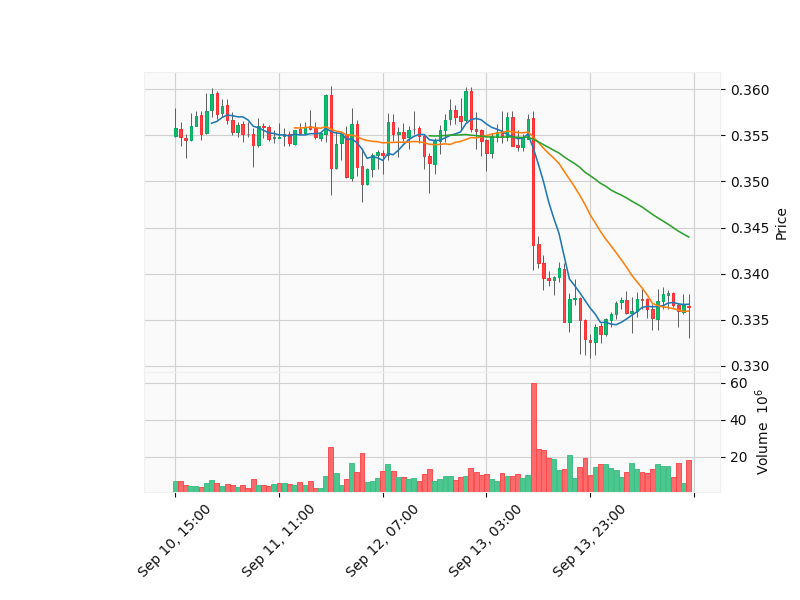 0.360
0.355
0.350
0.345
0.340
0.335
0.330
Price
60
40
20
Volume 10^6
Sep 10, 15:00
Sep 11, 11:00
Sep 12, 07:00
Sep 13, 03:00
Sep 13, 23:00